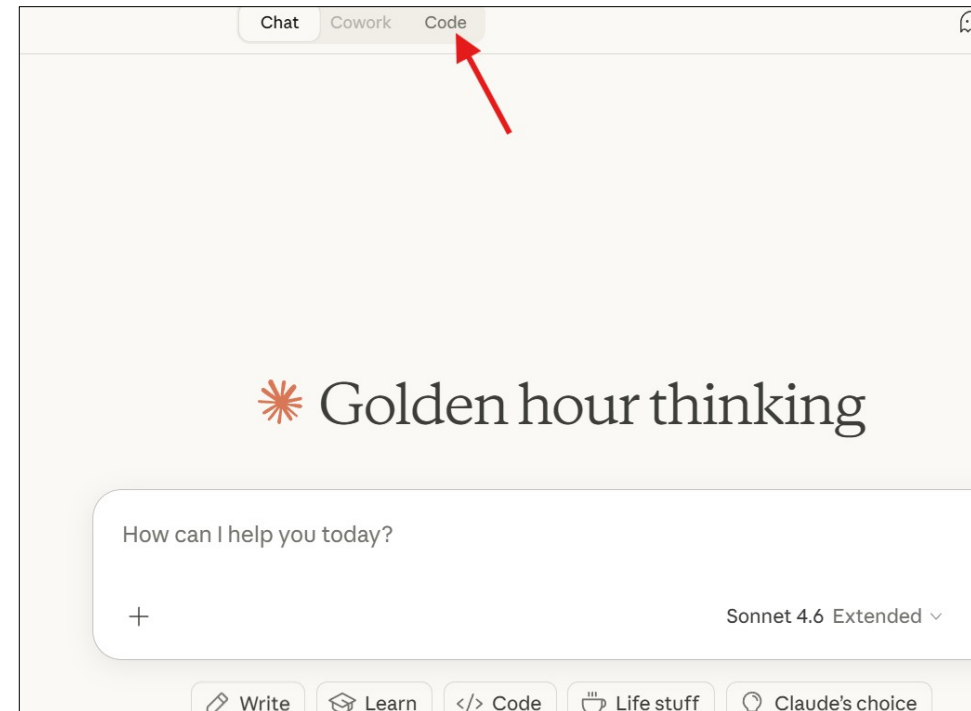 Chat Cowork Code
Golden hour thinking
How can I help you today?
+ Sonnet 4.6 Extended
Write Learn </> Code Life stuff Claude's choice